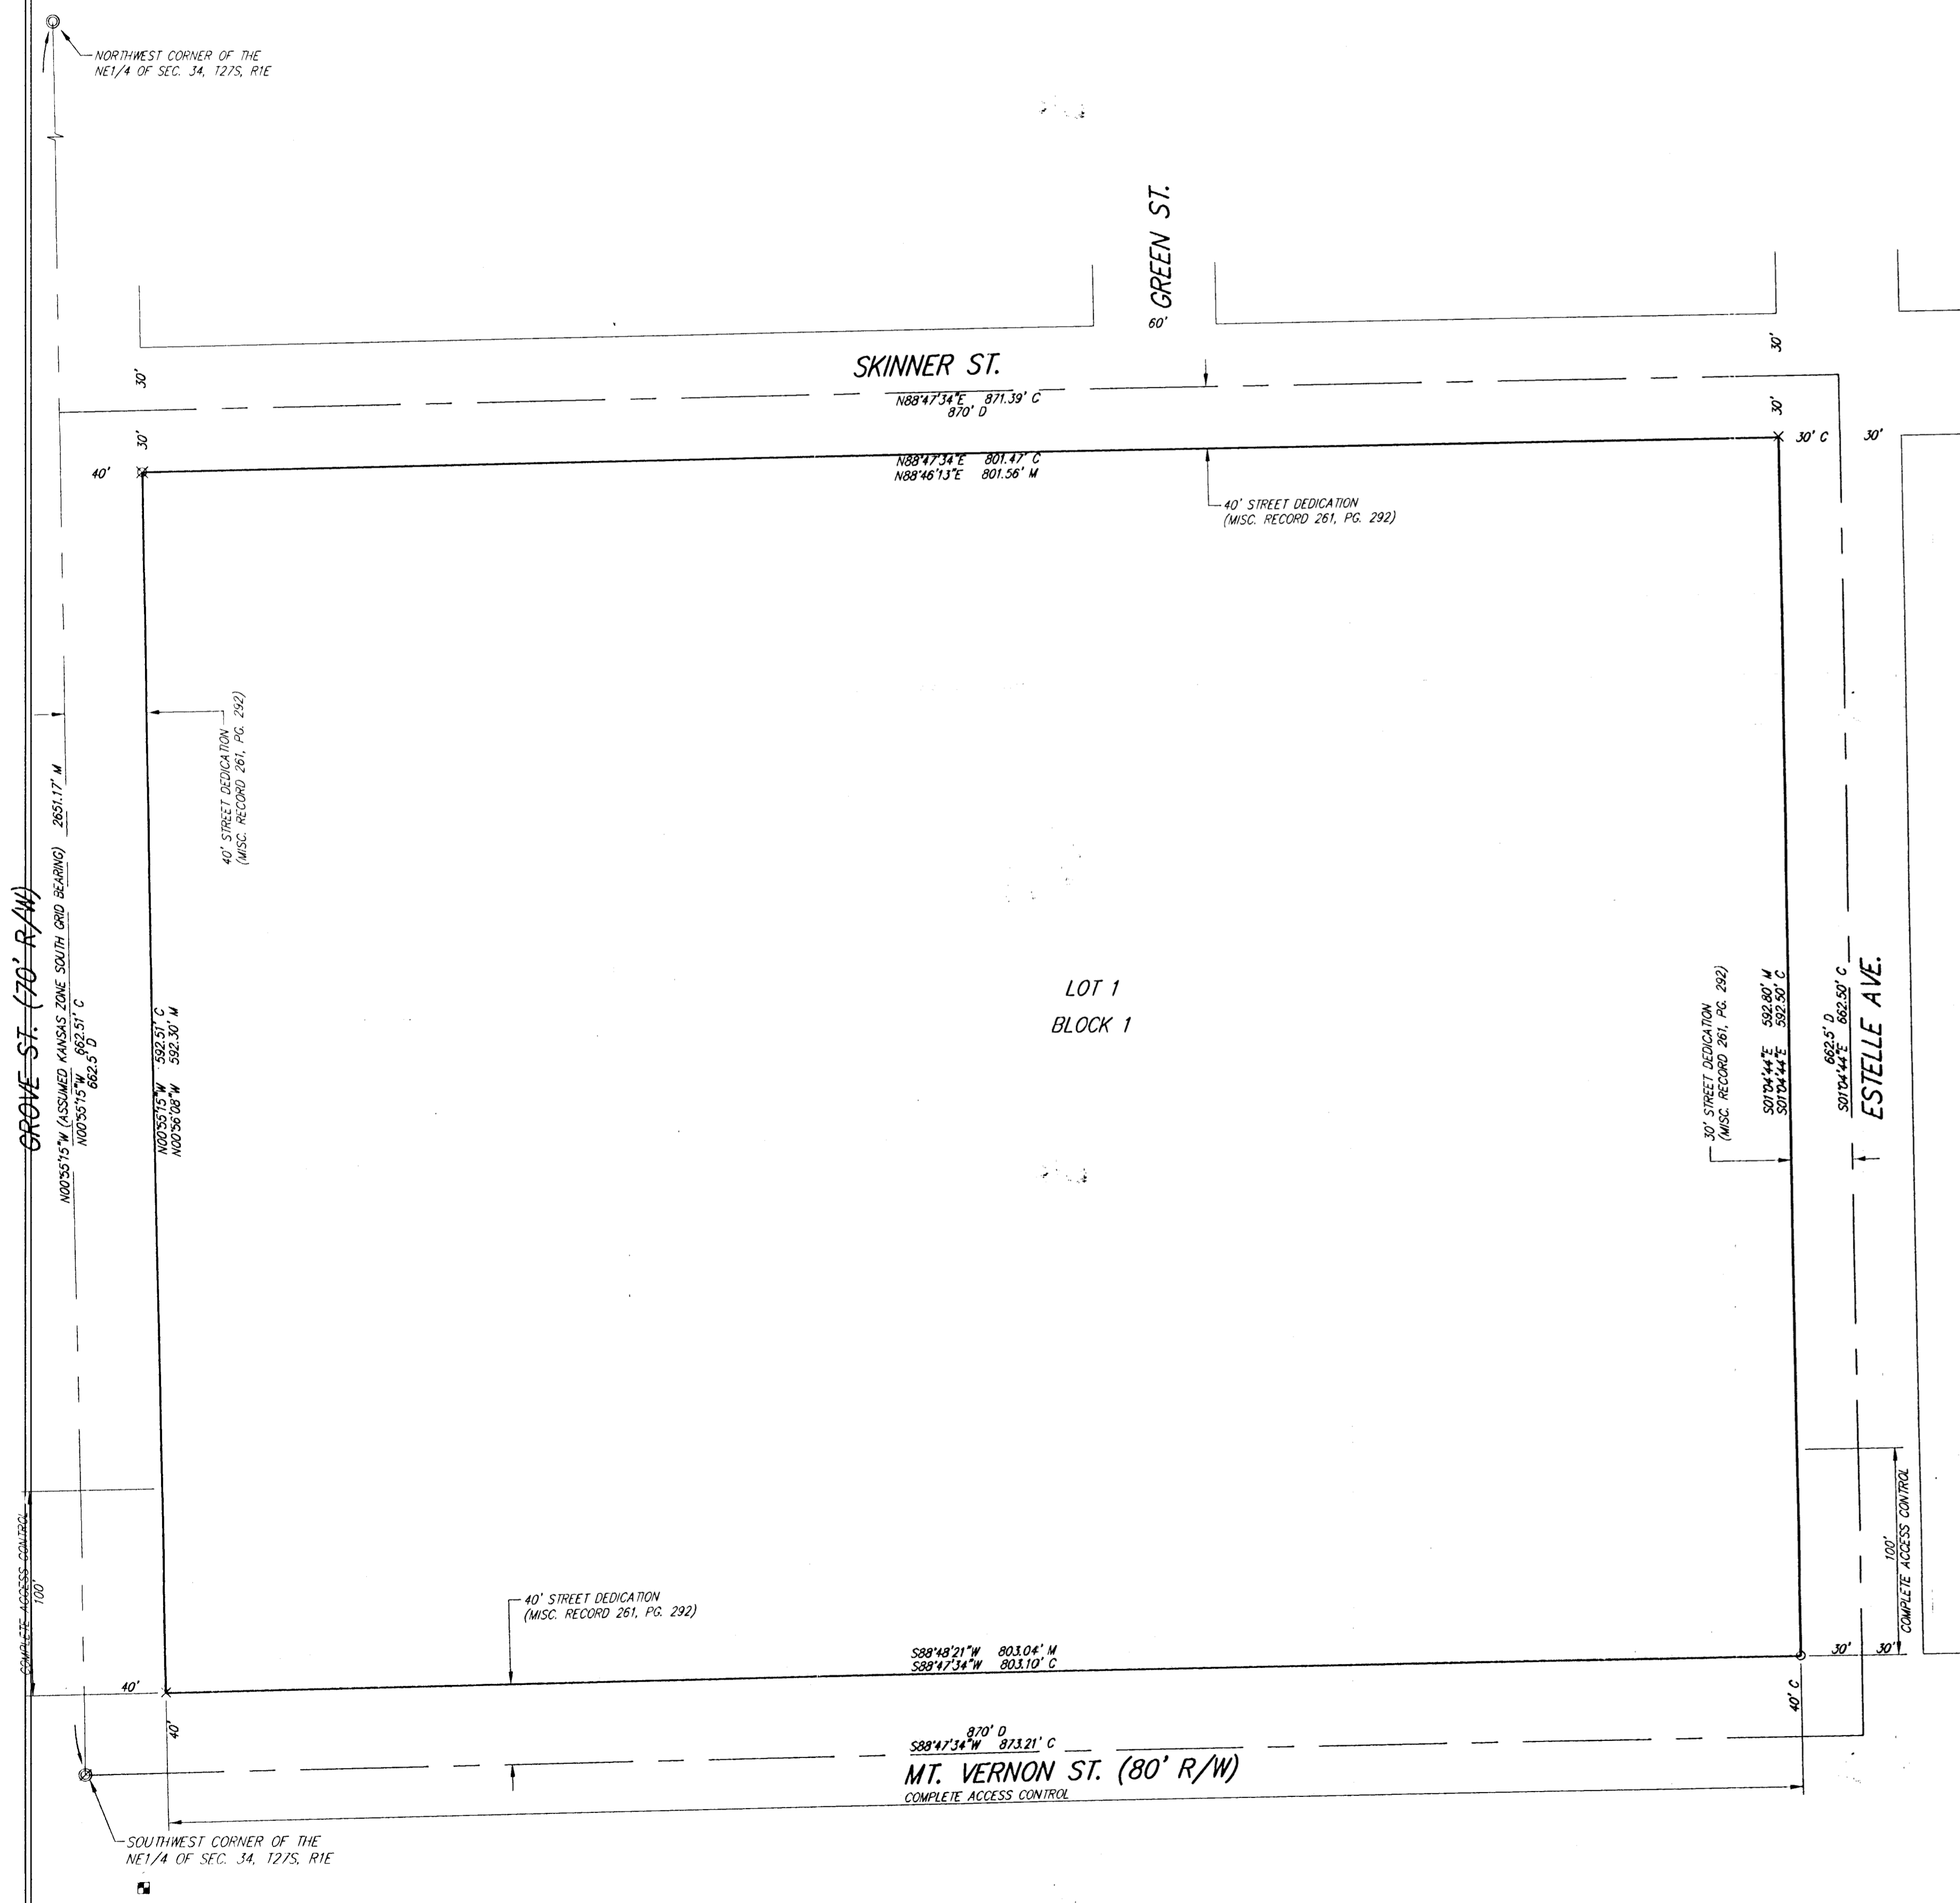 NORTHWEST CORNER OF THE
NE1/4 OF SEC. 34, T27S, R1E
GREEN ST.
60'
SKINNER ST.
30'
30'
N88°47'34"E 871.39' C
870' D
30'
30'
40'
30' C
30'
N88°47'34"E 801.47' C
N88°46'13"E 801.56' M
40' STREET DEDICATION
(MISC. RECORD 261, PG. 292)
40' STREET DEDICATION
(MISC. RECORD 261, PG. 292)
GROVE ST. (70' R/W)
N00°55'15"W (ASSUMED KANSAS ZONE SOUTH GRID BEARING) 2651.17' M
N00°55'15"W 662.51' C
662.5' D
N00°55'15"W 592.51' C
N00°56'08"W 592.30' M
LOT 1
BLOCK 1
30' STREET DEDICATION
(MISC. RECORD 261, PG. 292)
S01°04'44"E 592.80' M
S01°04'44"E 592.50' C
662.5' D
S01°04'44"E 662.50' C
ESTELLE AVE.
COMPLETE ACCESS CONTROL
100'
100'
COMPLETE ACCESS CONTROL
40' STREET DEDICATION
(MISC. RECORD 261, PG. 292)
S88°48'21"W 803.04' M
S88°47'34"W 803.10' C
30'
30'
40'
40'
40' C
870' D
S88°47'34"W 873.21' C
MT. VERNON ST. (80' R/W)
COMPLETE ACCESS CONTROL
SOUTHWEST CORNER OF THE
NE1/4 OF SEC. 34, T27S, R1E